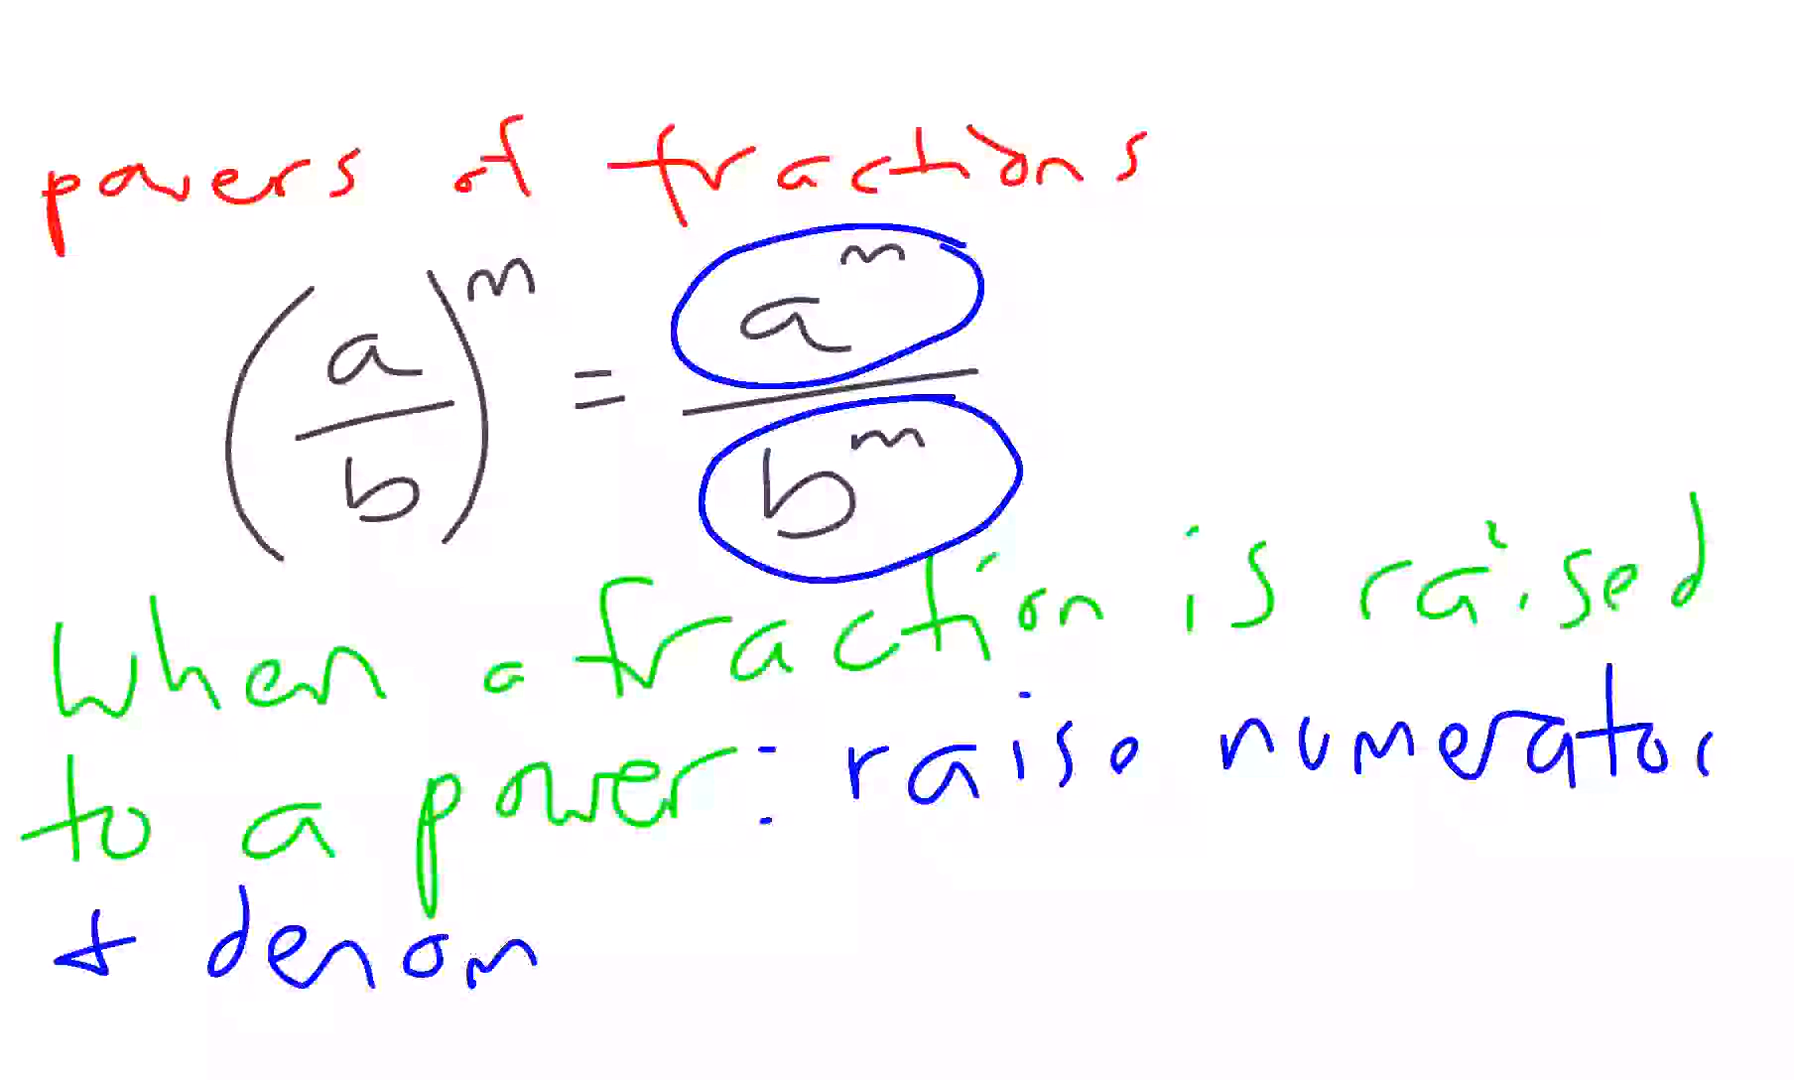 powers of fractions
(a/b)^m = a^m/b^m
When a fraction is raised
to a power: raise numerator
+ denom